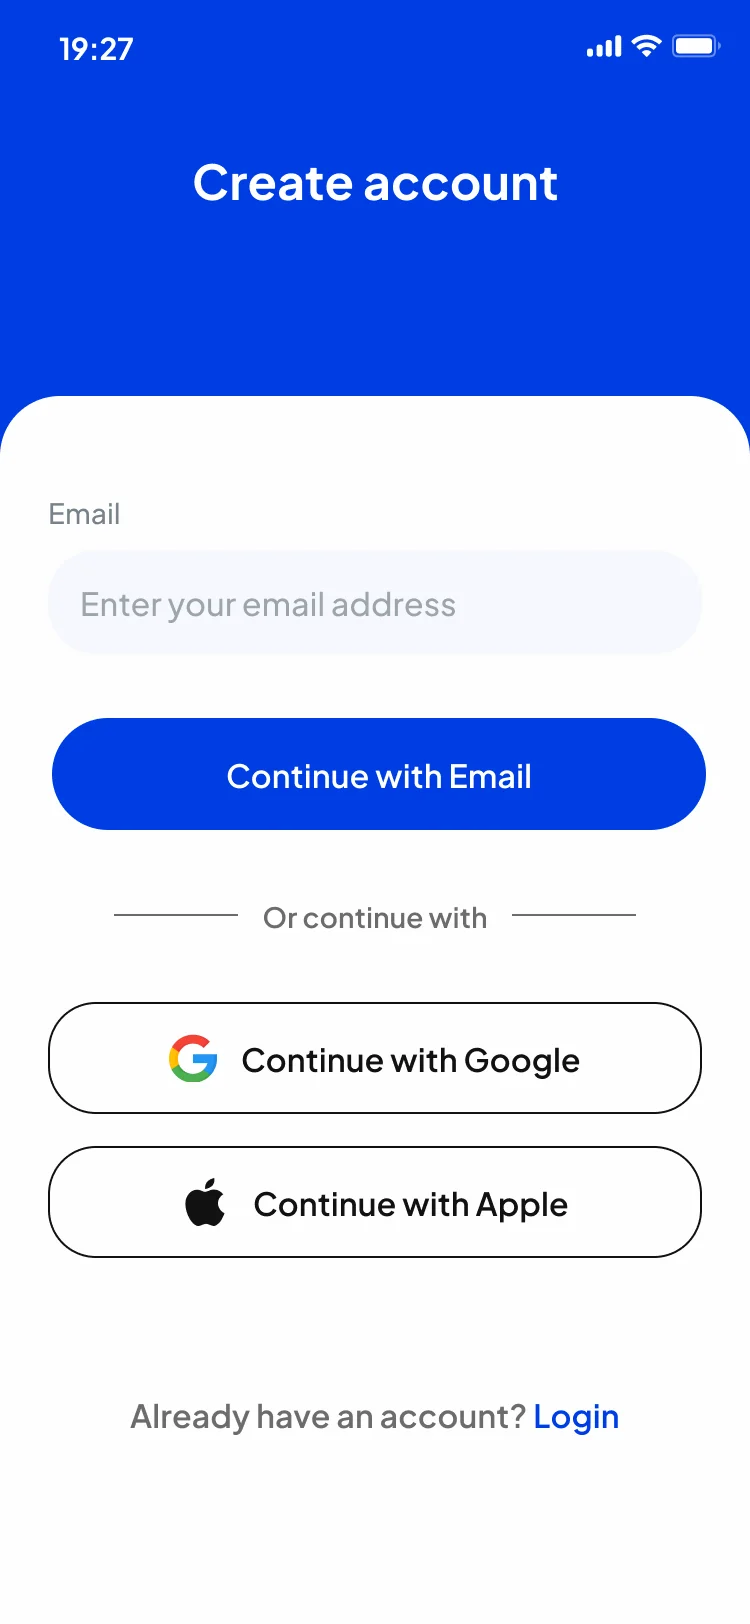 19:27
Create account
Email
Enter your email address
Continue with Email
Or continue with
Continue with Google
Continue with Apple
Already have an account? Login